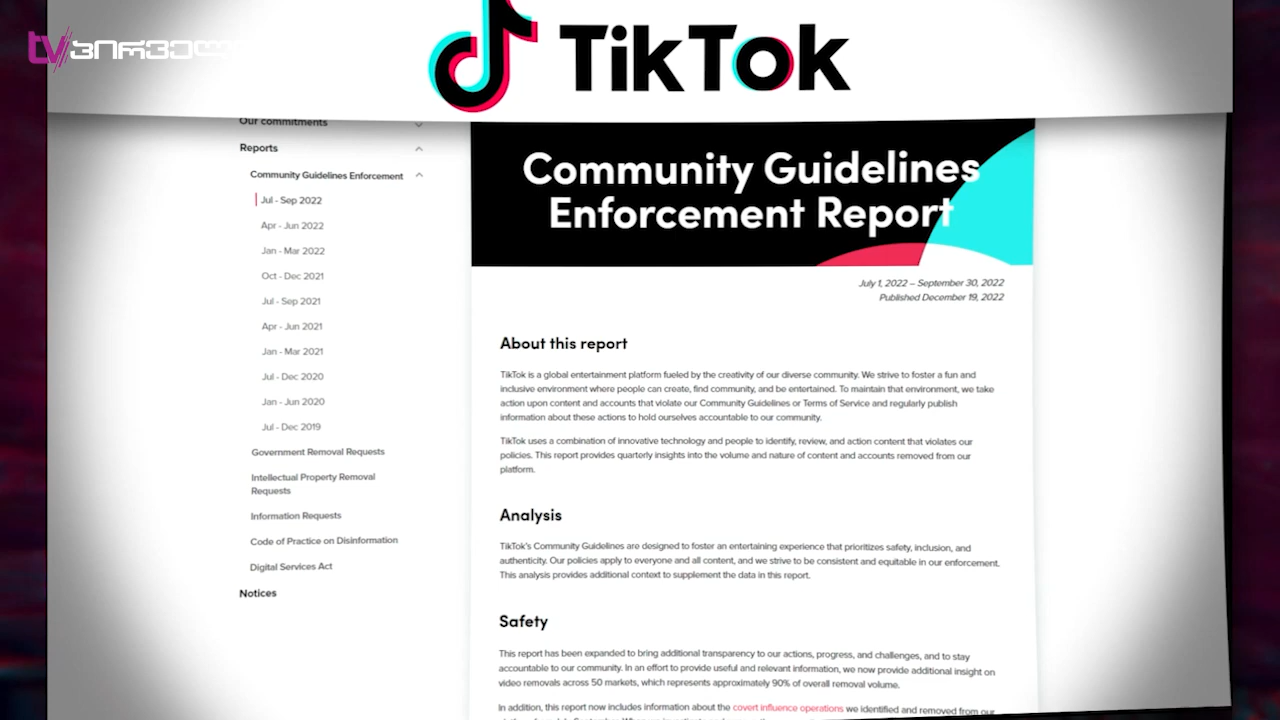 tv პირველი
TikTok
Our commitments
Reports
Community Guidelines Enforcement
Jul - Sep 2022
Apr - Jun 2022
Jan - Mar 2022
Oct - Dec 2021
Jul - Sep 2021
Apr - Jun 2021
Jan - Mar 2021
Jul - Dec 2020
Jan - Jun 2020
Jul - Dec 2019
Government Removal Requests
Intellectual Property Removal
Requests
Information Requests
Code of Practice on Disinformation
Digital Services Act
Notices
Community Guidelines
Enforcement Report
July 1, 2022 – September 30, 2022
Published December 19, 2022
About this report
TikTok is a global entertainment platform fueled by the creativity of our diverse community. We strive to foster a fun and
inclusive environment where people can create, find community, and be entertained. To maintain that environment, we take
action upon content and accounts that violate our Community Guidelines or Terms of Service and regularly publish
information about these actions to hold ourselves accountable to our community.
TikTok uses a combination of innovative technology and people to identify, review, and action content that violates our
policies. This report provides quarterly insights into the volume and nature of content and accounts removed from our
platform.
Analysis
TikTok's Community Guidelines are designed to foster an entertaining experience that prioritizes safety, inclusion, and
authenticity. Our policies apply to everyone and all content, and we strive to be consistent and equitable in our enforcement.
This analysis provides additional context to supplement the data in this report.
Safety
This report has been expanded to bring additional transparency to our actions, progress, and challenges, and to stay
accountable to our community. In an effort to provide useful and relevant information, we now provide additional insight on
video removals across 50 markets, which represents approximately 90% of overall removal volume.
In addition, this report now includes information about the covert influence operations we identified and removed from our